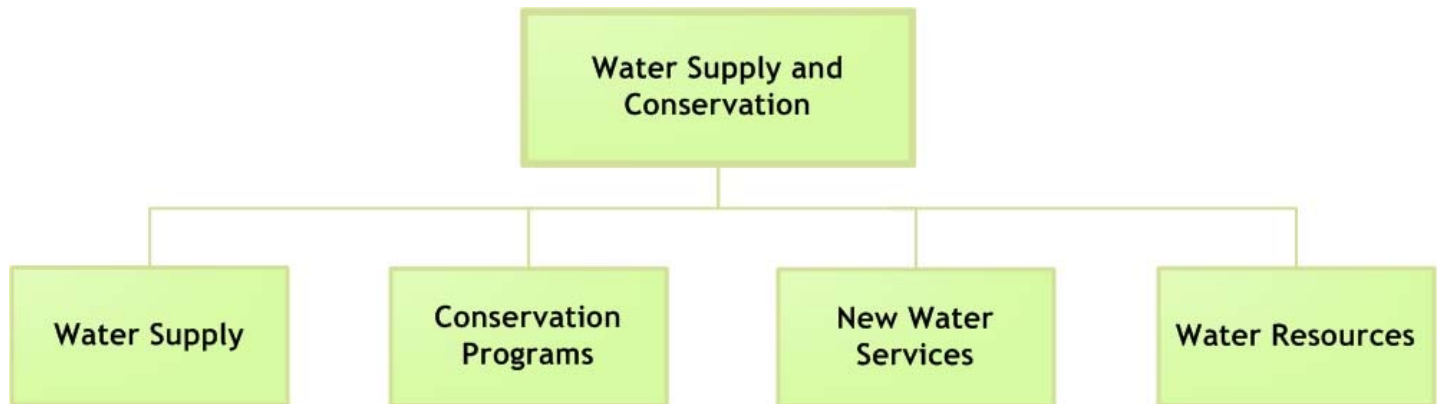 Water Supply and
Conservation
Water Supply
Conservation
Programs
New Water
Services
Water Resources